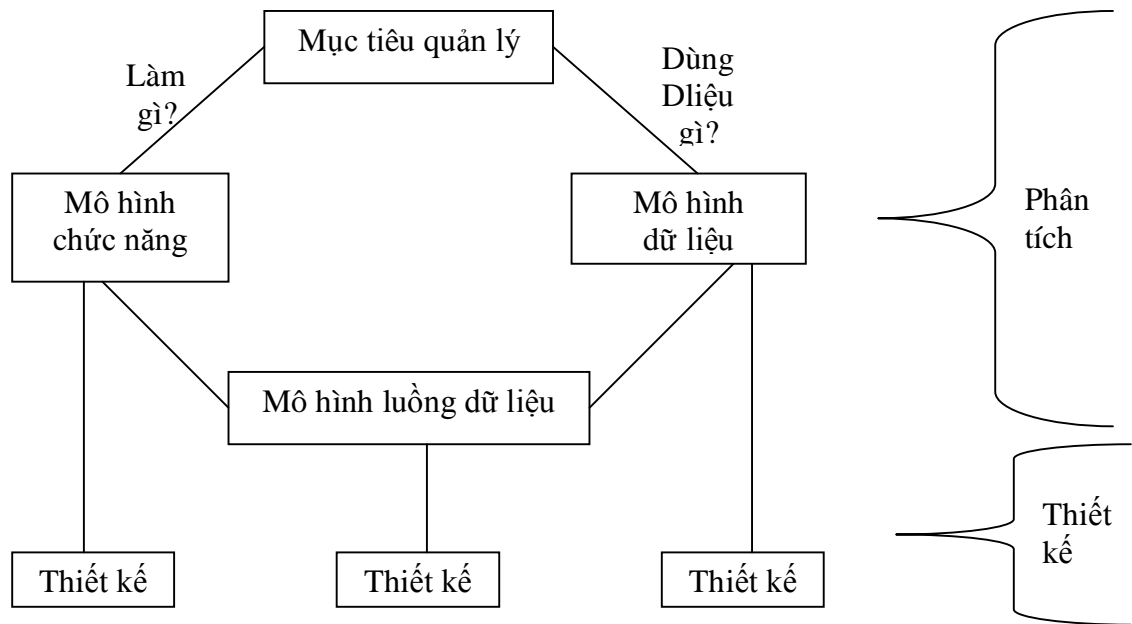 Mục tiêu quản lý
Làm
gì?
Dùng
Dliệu
gì?
Mô hình
chức năng
Mô hình
dữ liệu
Phân
tích
Mô hình luồng dữ liệu
Thiết
kế
Thiết kế
Thiết kế
Thiết kế